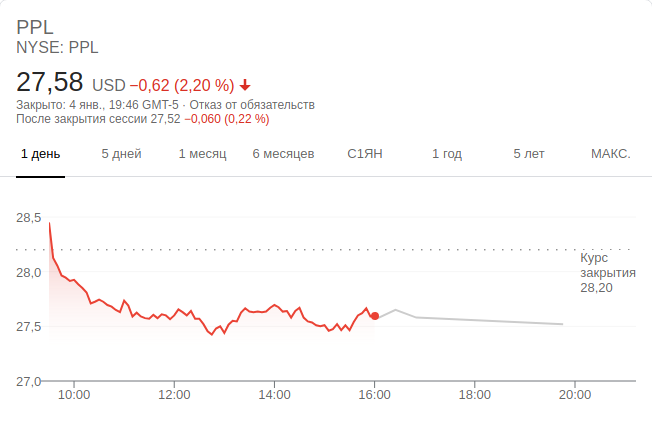 PPL
NYSE: PPL
27,58 USD −0,62 (2,20 %)
Закрыто: 4 янв., 19:46 GMT-5 · Отказ от обязательств
После закрытия сессии 27,52 −0,060 (0,22 %)
1 день 5 дней 1 месяц 6 месяцев С1ЯН 1 год 5 лет МАКС.
28,5
28,0
27,5
27,0
Курс
закрытия
28,20
10:00 12:00 14:00 16:00 18:00 20:00